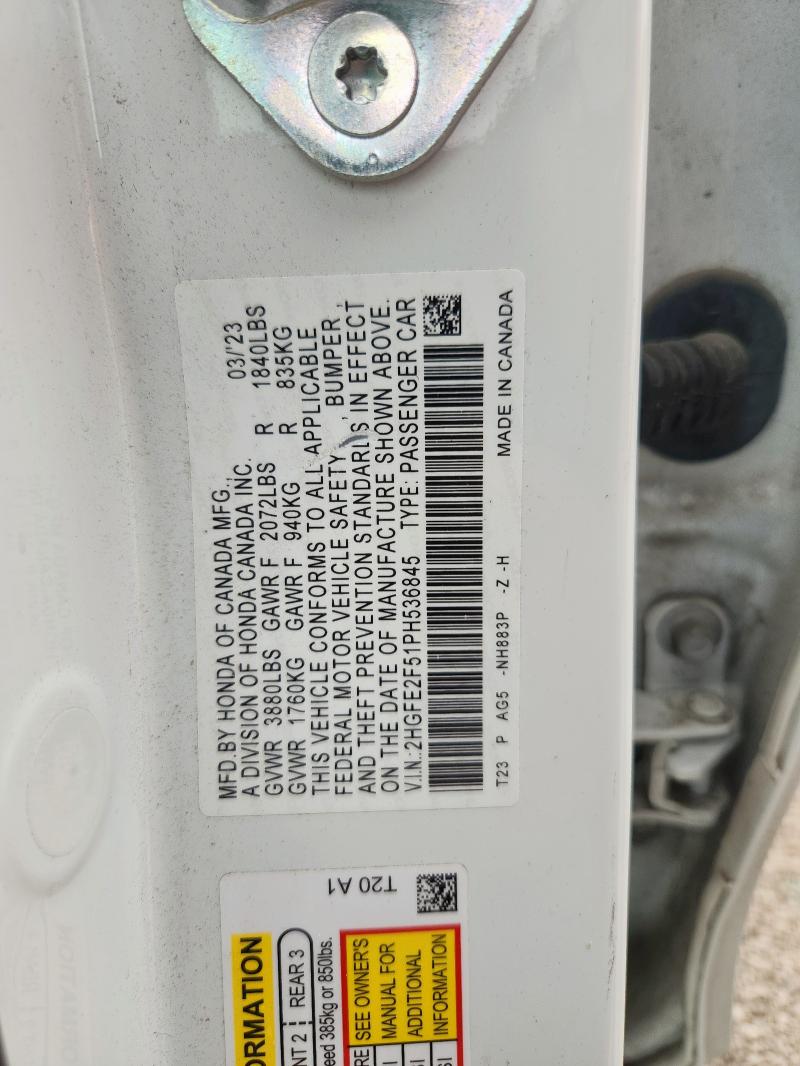 MFD.BY HONDA OF CANADA MFG., 03/'23
A DIVISION OF HONDA CANADA INC.
GVWR 3880LBS GAWR F 2072LBS R 1840LBS
GVWR 1760KG GAWR F 940KG R 835KG
THIS VEHICLE CONFORMS TO ALL APPLICABLE
FEDERAL MOTOR VEHICLE SAFETY, BUMPER,
AND THEFT PREVENTION STANDARDS IN EFFECT
ON THE DATE OF MANUFACTURE SHOWN ABOVE.
V.I.N.:2HGFE2F51PH536845 TYPE: PASSENGER CAR
T23 P AG5 -NH883P -Z -H MADE IN CANADA
T20 A1
ORMATION
2 REAR 3
385kg or 850lbs.
SEE OWNER'S
MANUAL FOR
ADDITIONAL
INFORMATION